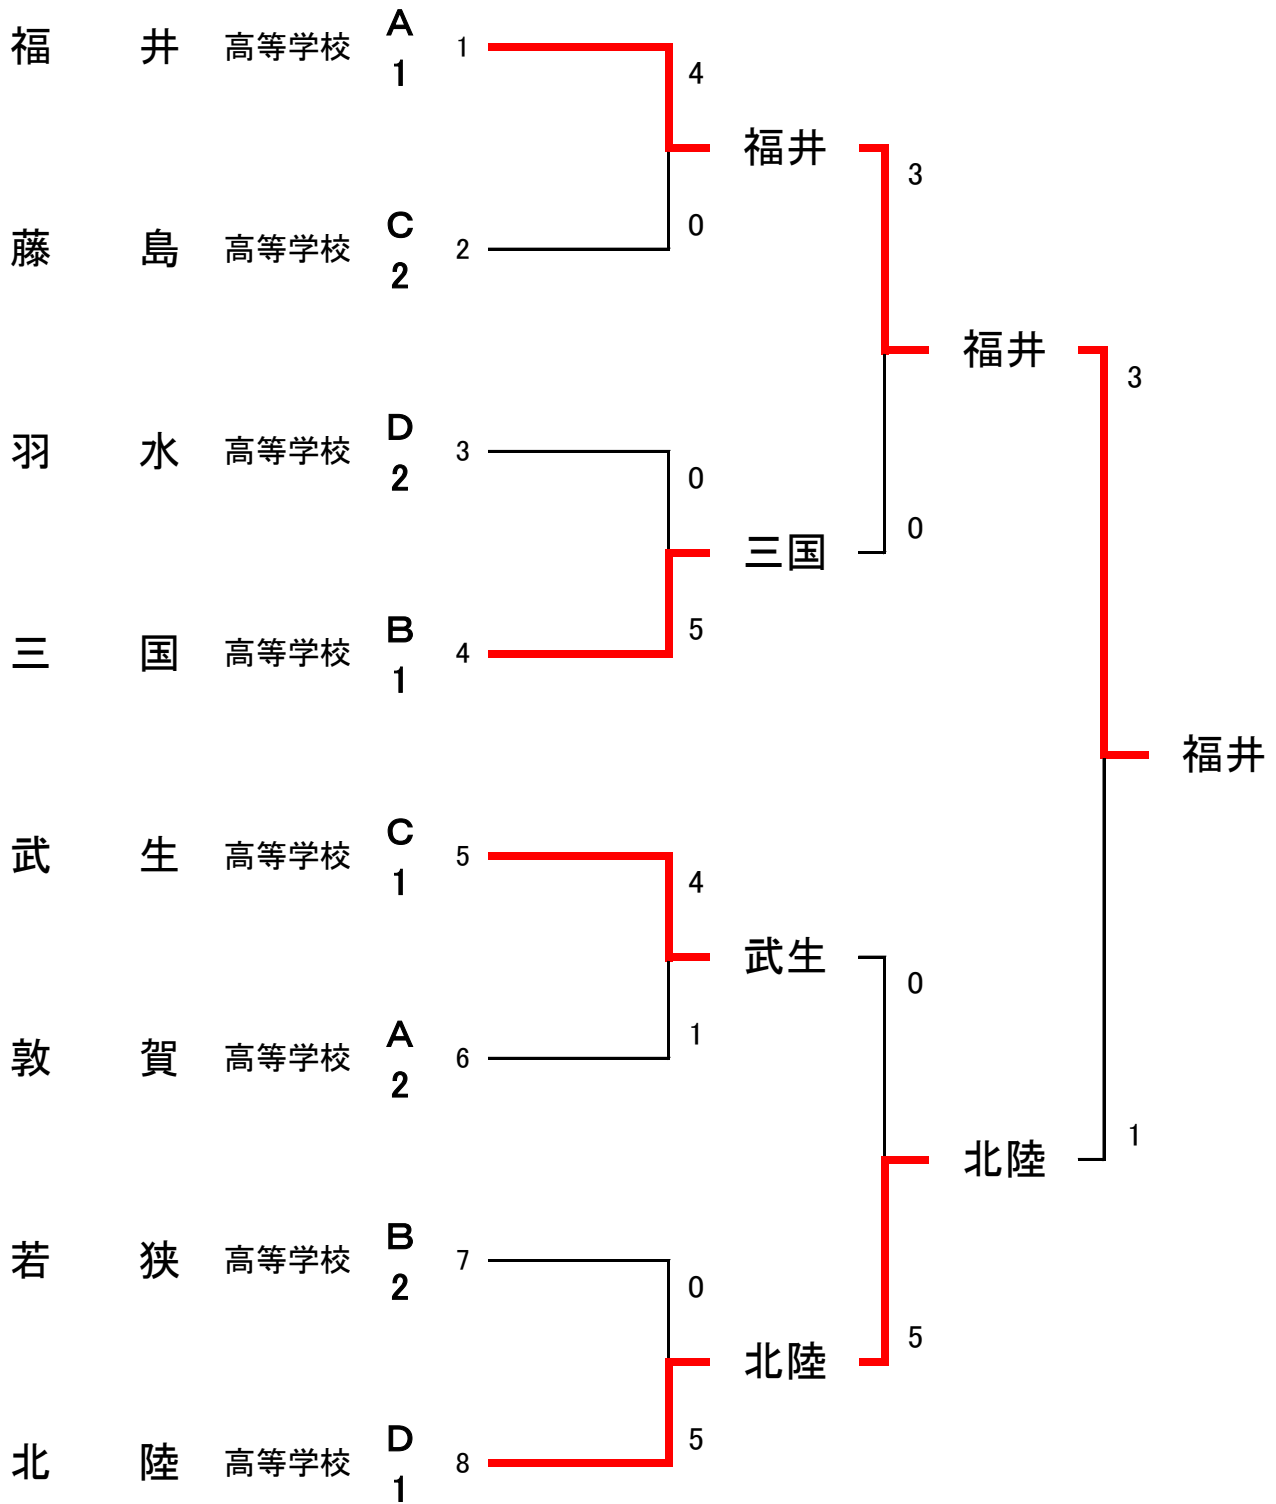 福 井 高等学校 A 1 1
4
福井
3
藤 島 高等学校 C 2 2
0
福井
3
羽 水 高等学校 D 2 3
0
三国
0
三 国 高等学校 B 1 4
5
福井
武 生 高等学校 C 1 5
4
武生
0
敦 賀 高等学校 A 2 6
1
北陸
1
若 狭 高等学校 B 2 7
0
北陸
5
北 陸 高等学校 D 1 8
5